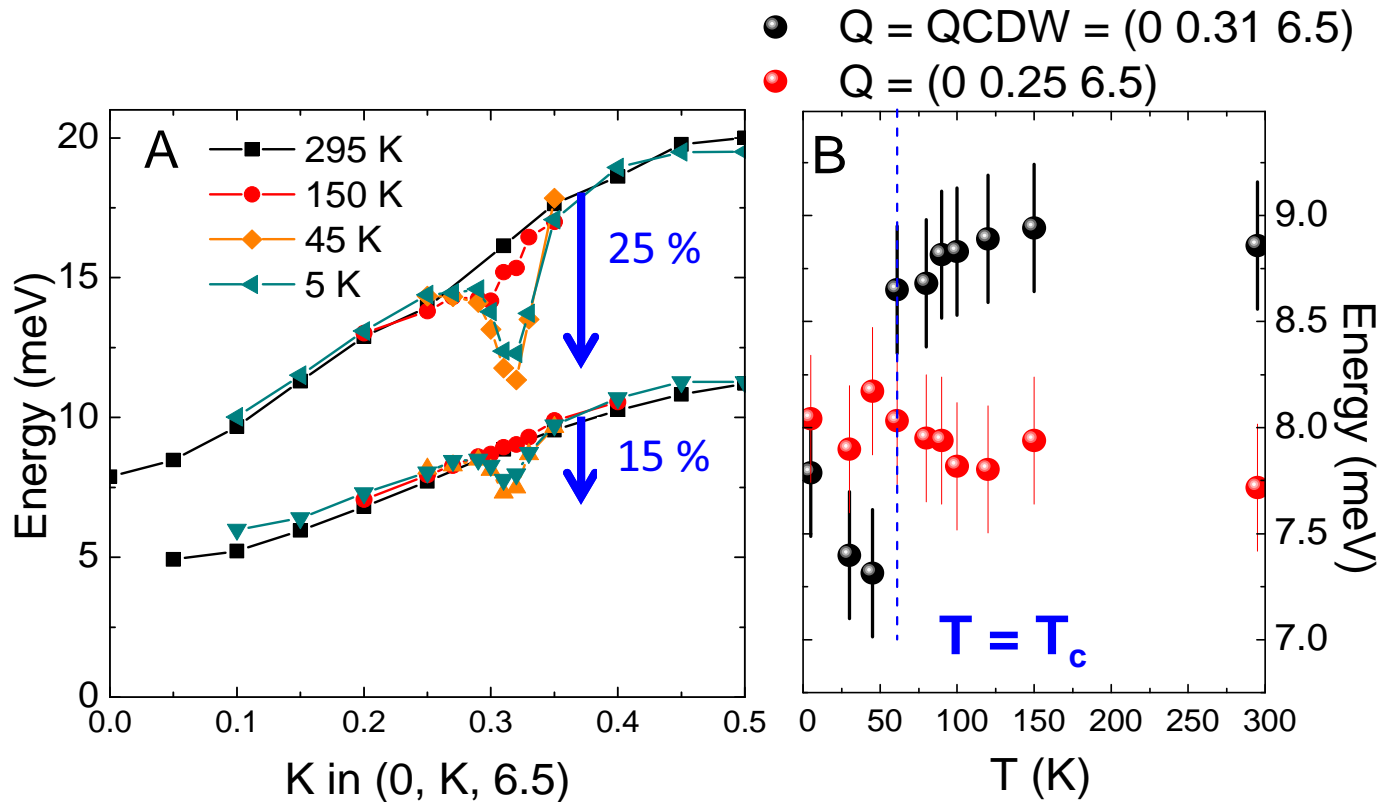 Q = QCDW = (0 0.31 6.5)
Q = (0 0.25 6.5)
A
295 K
150 K
45 K
5 K
25 %
15 %
20
15
10
5
0
Energy (meV)
0.0 0.1 0.2 0.3 0.4 0.5
K in (0, K, 6.5)
B
T = Tc
9.0
8.5
8.0
7.5
7.0
Energy (meV)
0 50 100 150 200 250 300
T (K)